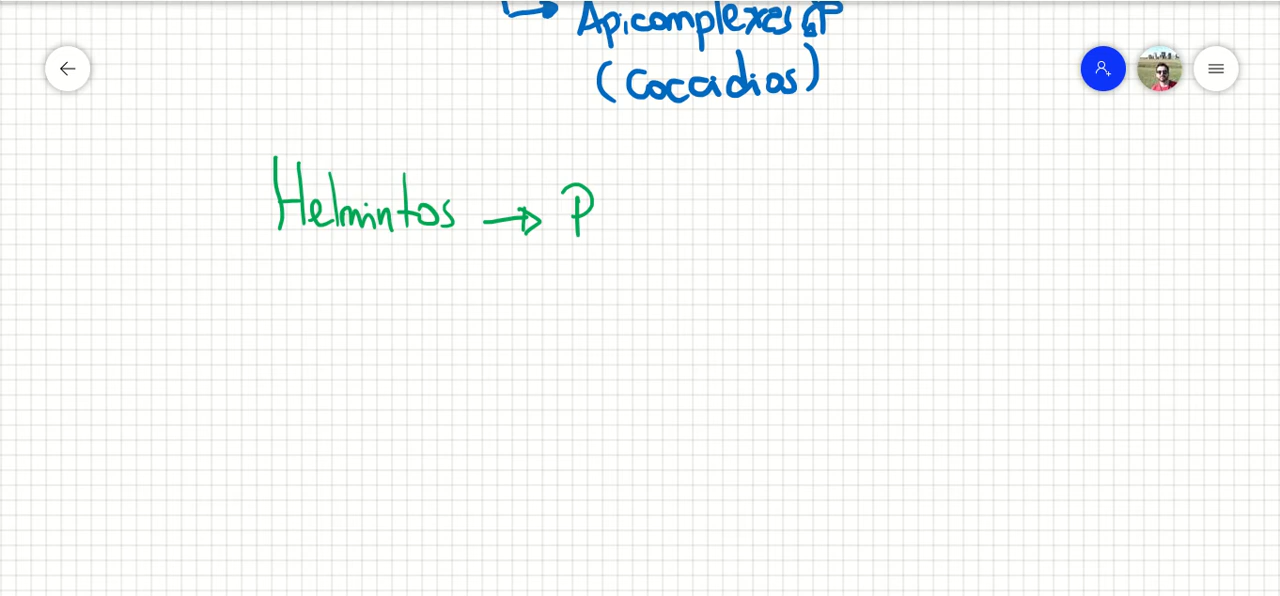 ↳ Apicomplexas P
(Coccidios)
Helmintos → P